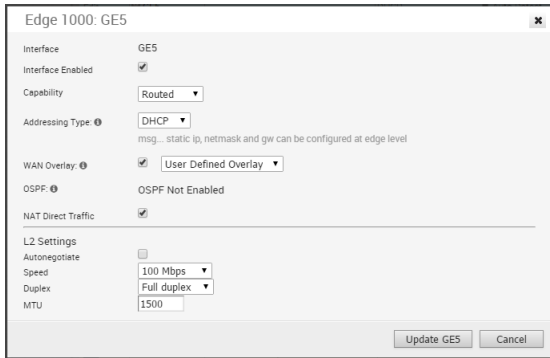 Edge 1000: GE5
Interface GE5
Interface Enabled
Capability Routed
Addressing Type: DHCP
msg... static ip, netmask and gw can be configured at edge level
WAN Overlay: User Defined Overlay
OSPF: OSPF Not Enabled
NAT Direct Traffic
L2 Settings
Autonegotiate
Speed 100 Mbps
Duplex Full duplex
MTU 1500
Update GE5 Cancel